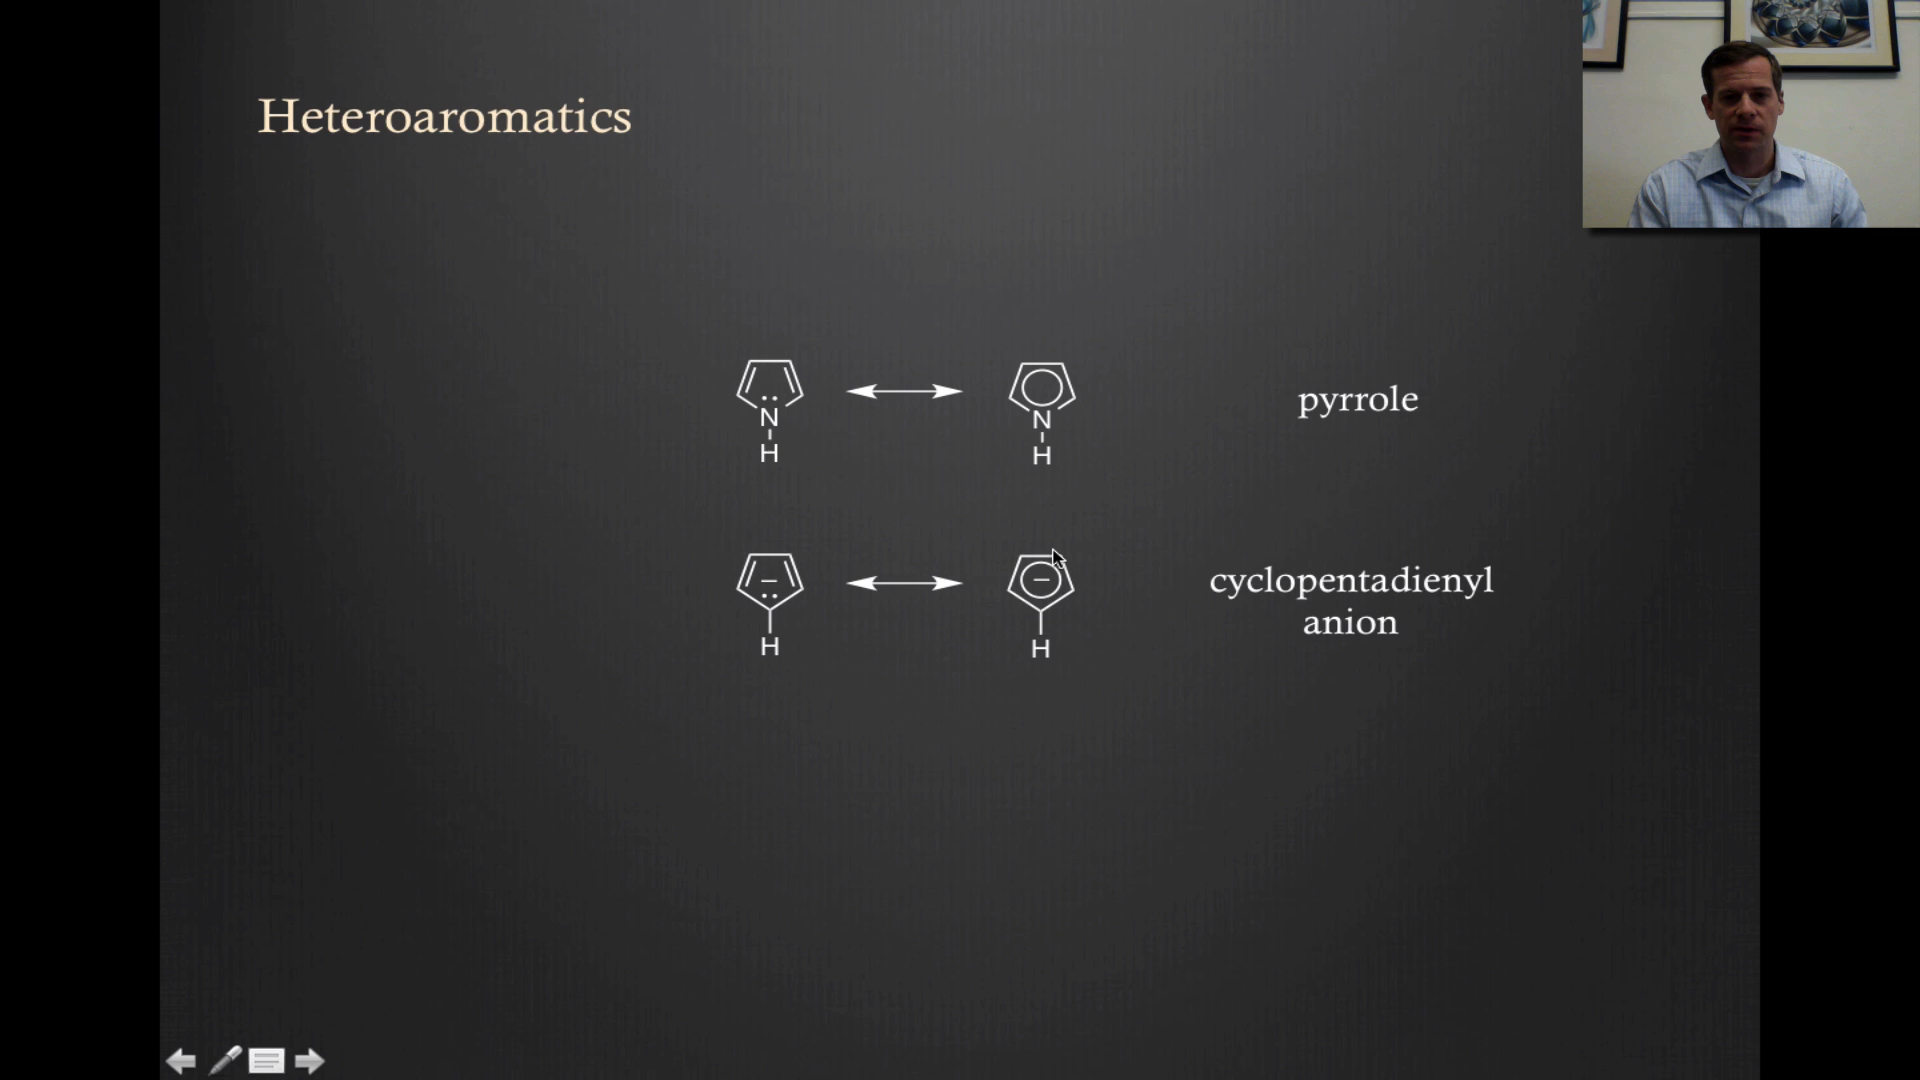 Heteroaromatics
N
H
N
H
pyrrole
H
H
cyclopentadienyl
anion